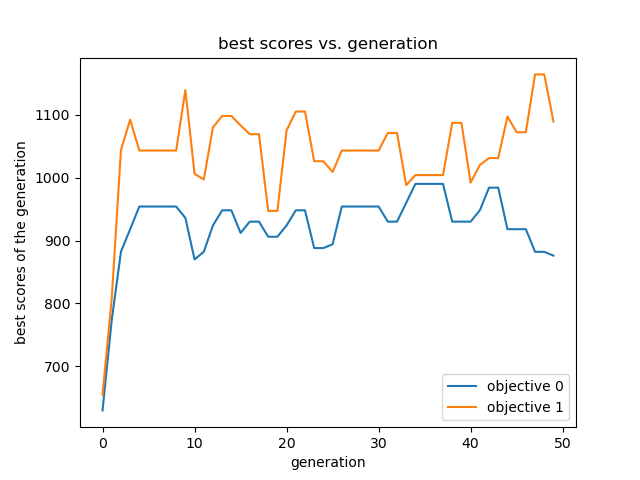 best scores vs. generation
best scores of the generation
1100
1000
900
800
700
0 10 20 30 40 50
generation
objective 0
objective 1